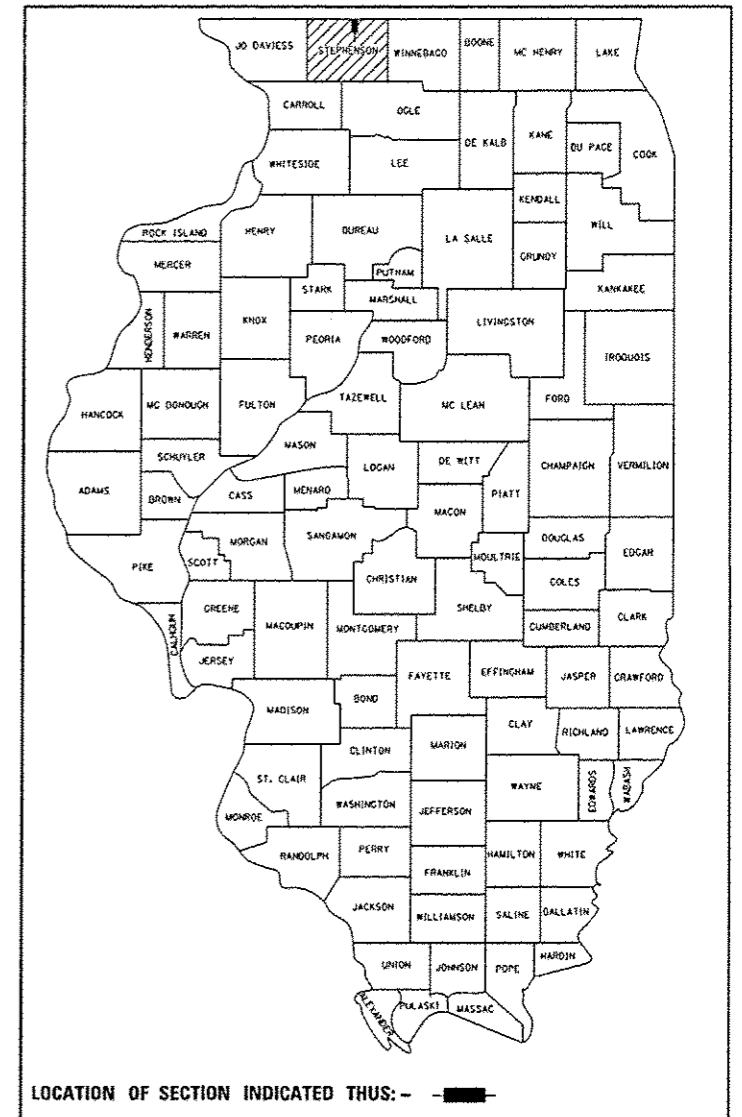 JO DAVIESS STEPHENSON WINNEBAGO BOONE MC HENRY LAKE
CARROLL OGLE
DE KALB KANE DU PAGE COOK
WHITESIDE LEE
KENDALL
ROCK ISLAND HENRY BUREAU LA SALLE WILL
GRUNDY
MERCER PUTNAM
STARK MARSHALL KANKAKEE
HENDERSON WARREN KNOX PEORIA WOODFORD LIVINGSTON
IROQUOIS
HANCOCK MC DONOUGH FULTON TAZEWELL MC LEAN FORD
MASON
SCHUYLER LOGAN DE WITT CHAMPAIGN VERMILION
ADAMS BROWN CASS MENARD PIATT
MACON
MORGAN SANGAMON DOUGLAS
PIKE SCOTT MOULTRIE EDGAR
CHRISTIAN COLES
CALHOUN GREENE SHELBY
MACOUPIN MONTGOMERY CUMBERLAND CLARK
JERSEY
FAYETTE EFFINGHAM JASPER CRAWFORD
MADISON BOND
CLAY
CLINTON MARION RICHLAND LAWRENCE
ST. CLAIR WAYNE EDWARDS WABASH
MONROE WASHINGTON JEFFERSON
RANDOLPH PERRY HAMILTON WHITE
FRANKLIN
JACKSON WILLIAMSON SALINE GALLATIN
UNION JOHNSON POPE HARDIN
ALEXANDER PULASKI MASSAC
LOCATION OF SECTION INDICATED THUS: -